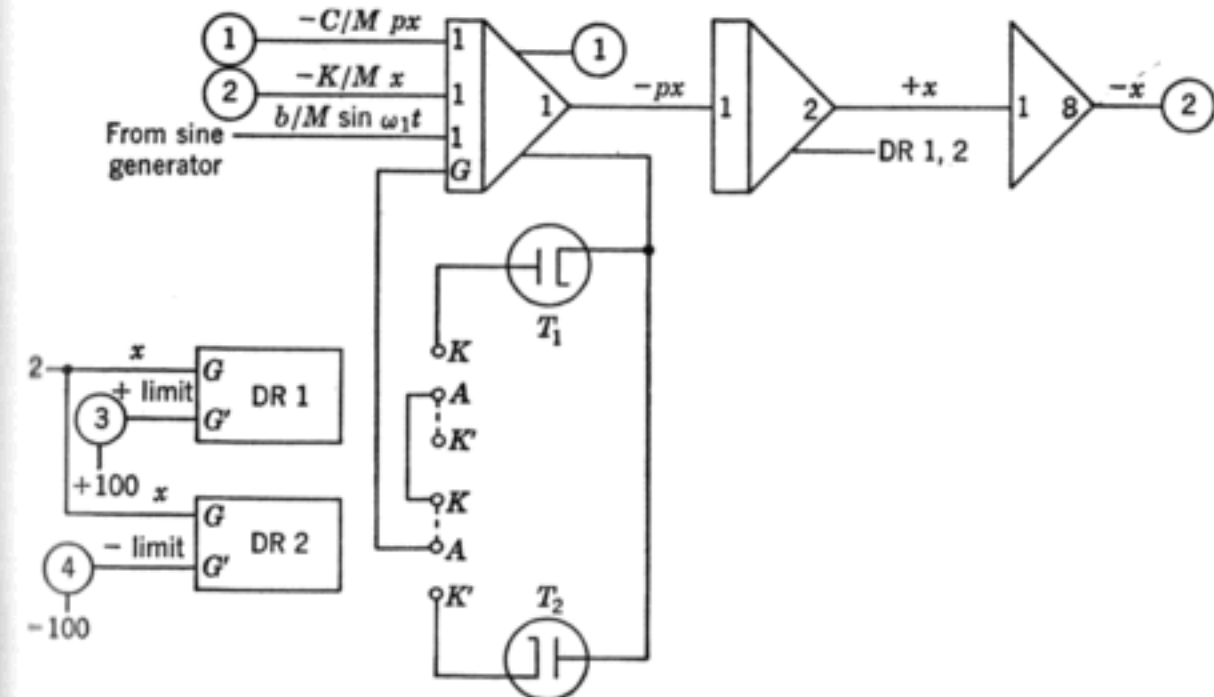 1
-C/M px
1
1
2
-K/M x
1
1
-px
1
2
+x
1
8
-x
2
From sine
generator
b/M sin ω₁t
1
G
DR 1, 2
T₁
K
2
x
G
DR 1
+ limit
G'
3
+100
A
K'
x
G
DR 2
- limit
G'
4
-100
K
A
K'
T₂